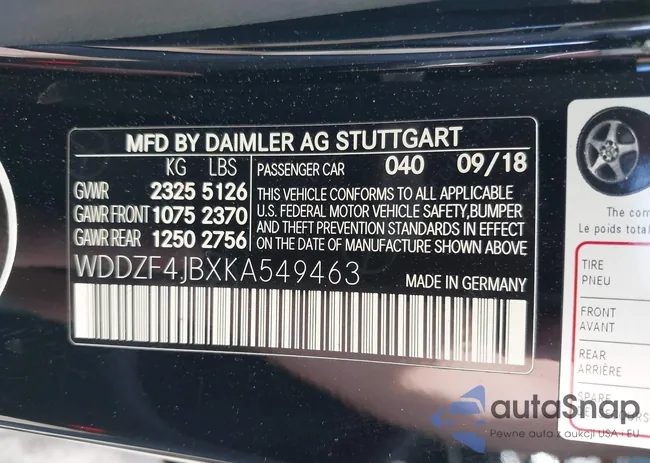 MFD BY DAIMLER AG STUTTGART
KG LBS PASSENGER CAR 040 09/18
GVWR 2325 5126
GAWR FRONT 1075 2370
GAWR REAR 1250 2756
THIS VEHICLE CONFORMS TO ALL APPLICABLE
U.S. FEDERAL MOTOR VEHICLE SAFETY,BUMPER
AND THEFT PREVENTION STANDARDS IN EFFECT
ON THE DATE OF MANUFACTURE SHOWN ABOVE
WDDZF4JBXKA549463
MADE IN GERMANY
The com
Le poids total
TIRE
PNEU
FRONT
AVANT
REAR
ARRIÈRE
SPARE
autoSnap
Pewne auta z aukcji USA i EU